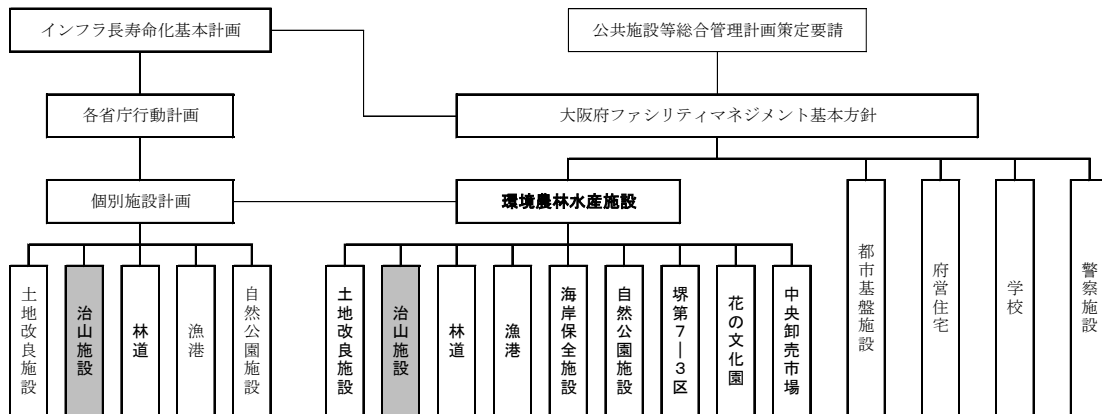 インフラ長寿命化基本計画
公共施設等総合管理計画策定要請
各省庁行動計画
大阪府ファシリティマネジメント基本方針
個別施設計画
環境農林水産施設
土地改良施設
治山施設
林道
漁港
自然公園施設
土地改良施設
治山施設
林道
漁港
海岸保全施設
自然公園施設
堺第7―3区
花の文化園
中央卸売市場
都市基盤施設
府営住宅
学校
警察施設